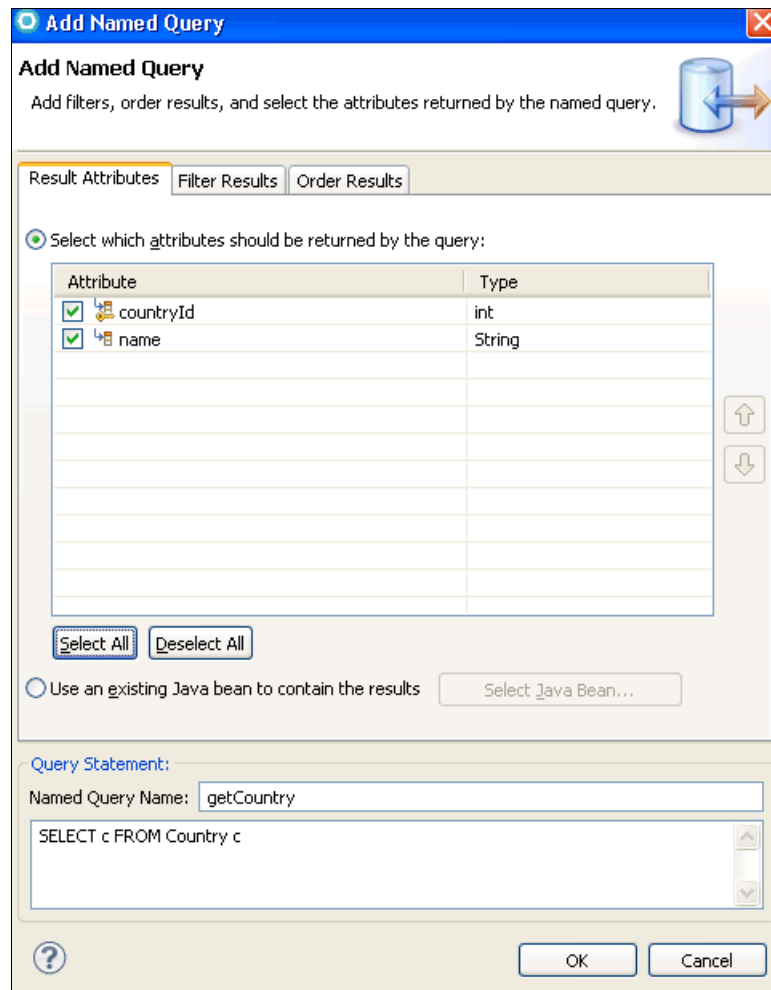 Add Named Query
Add Named Query
Add filters, order results, and select the attributes returned by the named query.
Result Attributes Filter Results Order Results
Select which attributes should be returned by the query:
Attribute Type
countryId int
name String
Select All Deselect All
Use an existing Java bean to contain the results Select Java Bean...
Query Statement:
Named Query Name: getCountry
SELECT c FROM Country c
? OK Cancel